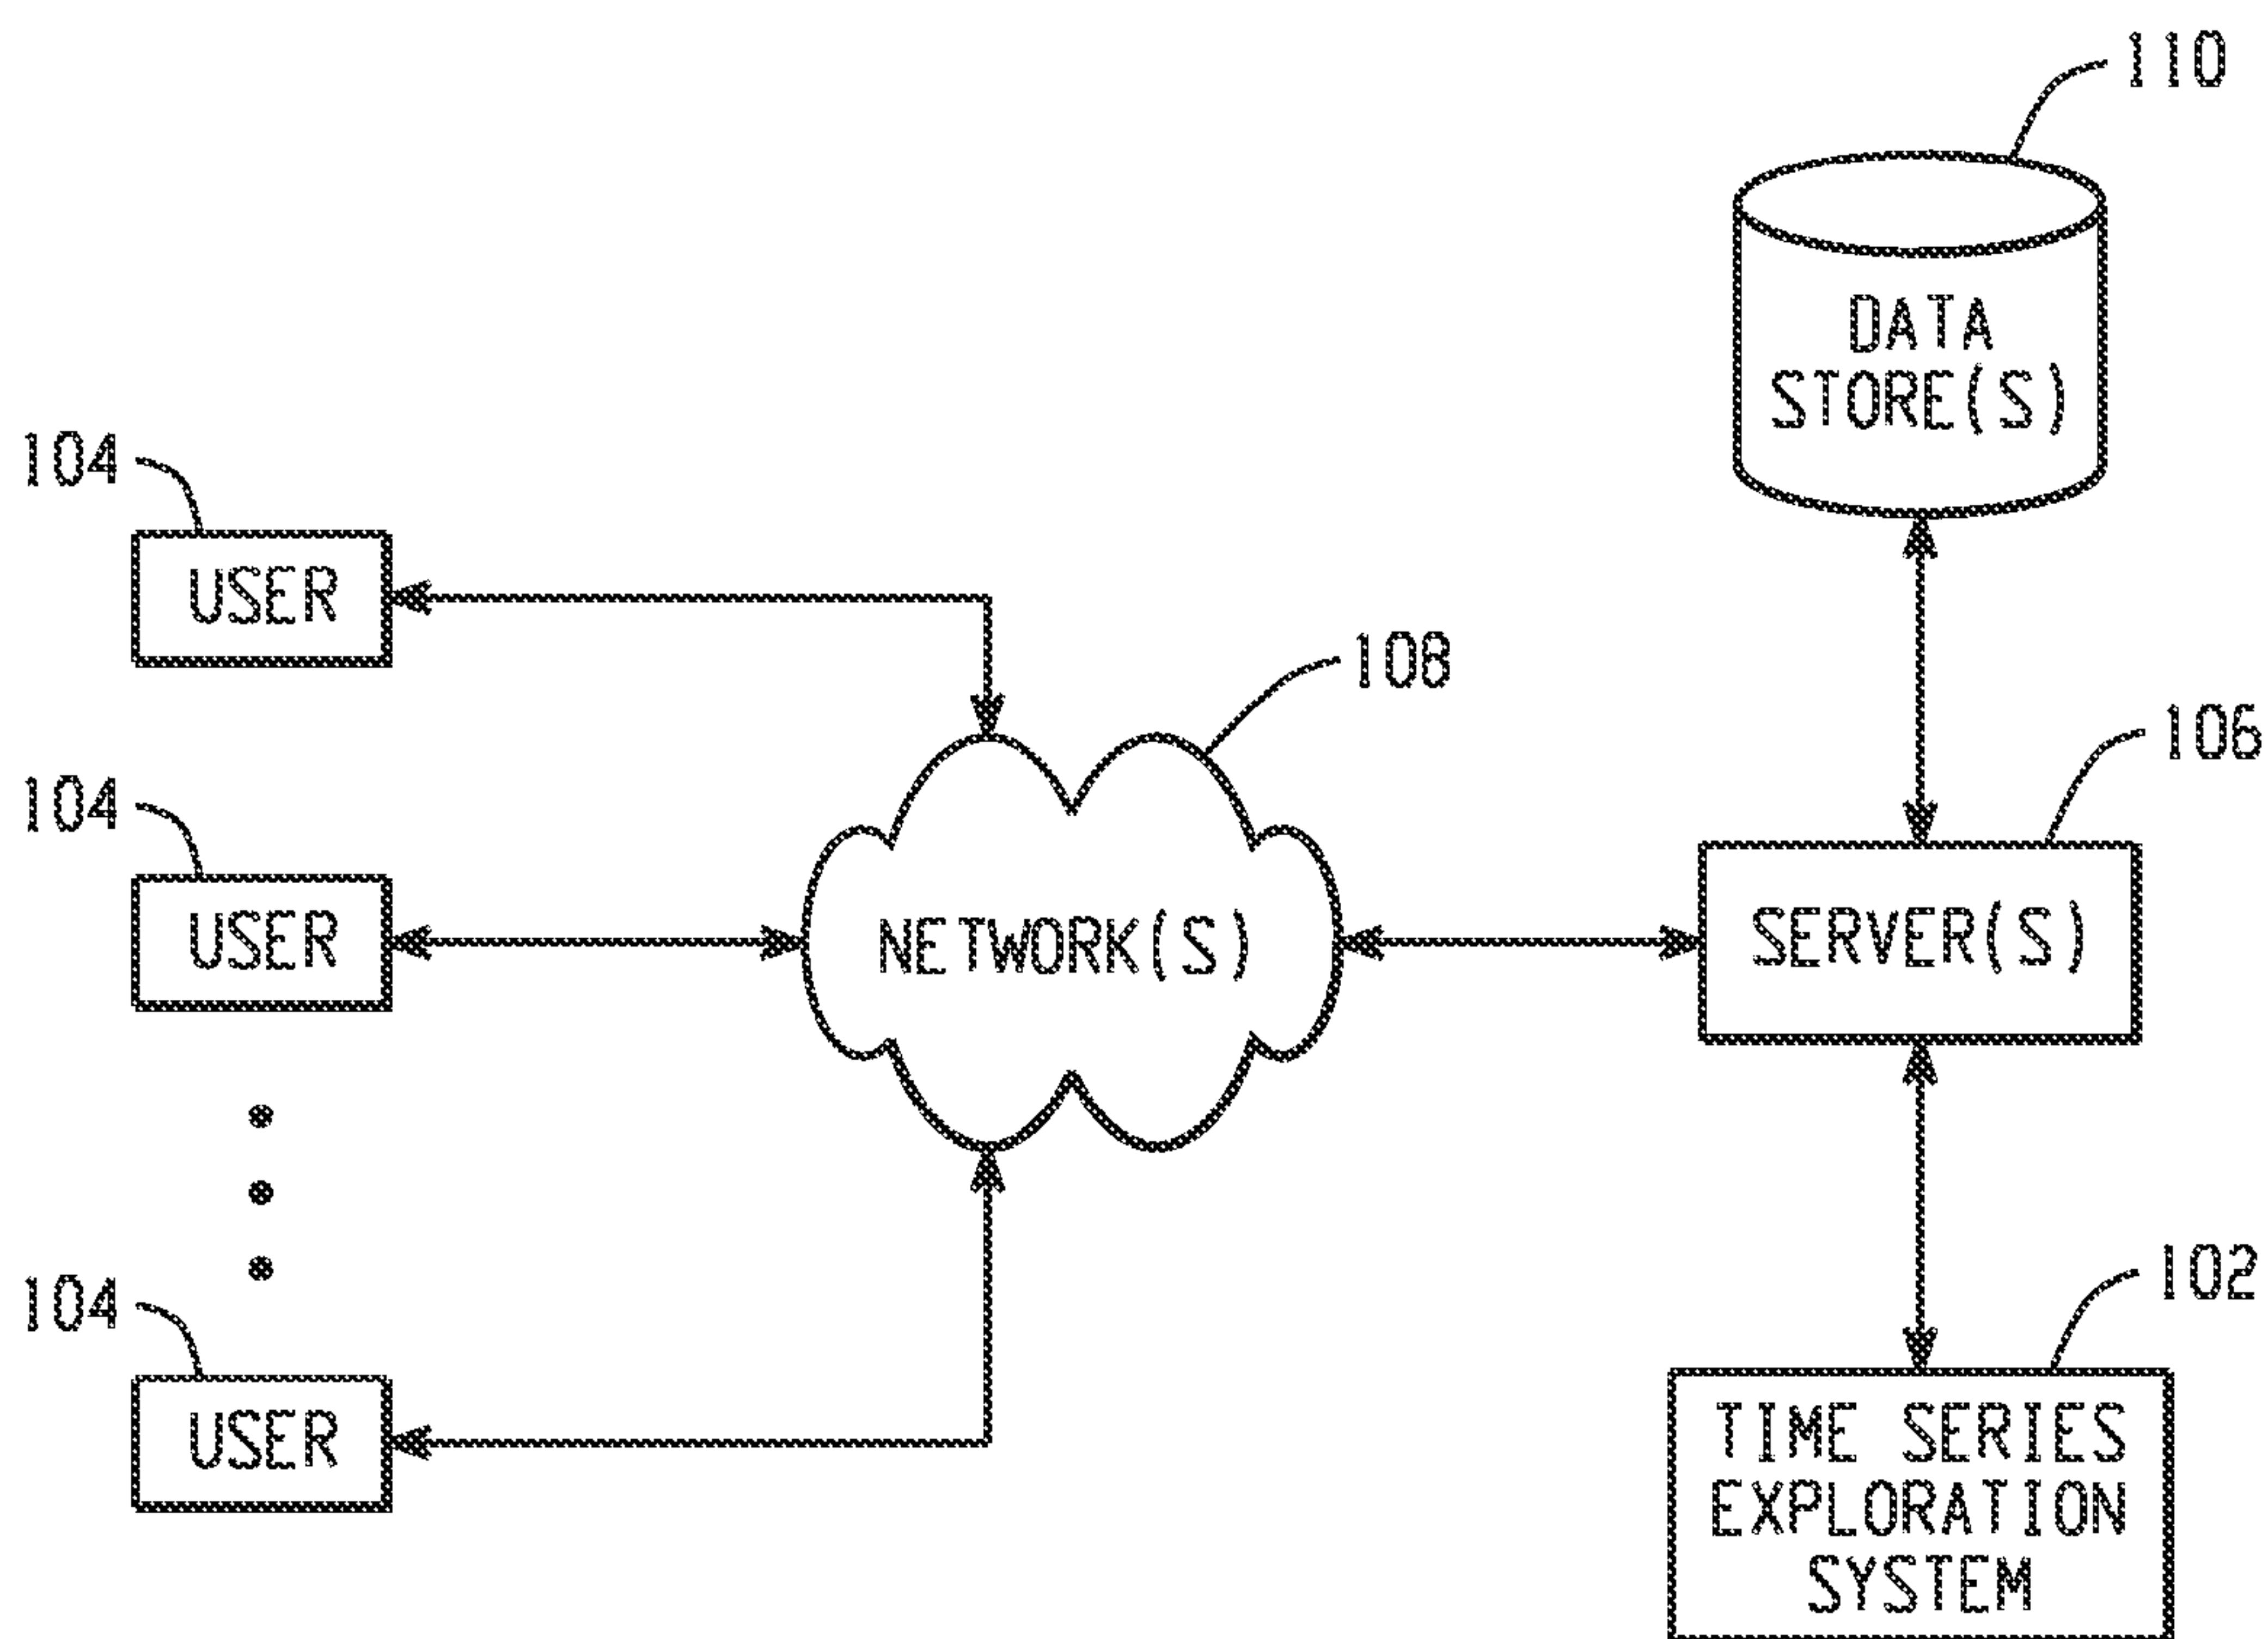 110
DATA
STORE(S)
104
USER
108
106
104
USER
NETWORK(S)
SERVER(S)
104
USER
102
TIME SERIES
EXPLORATION
SYSTEM